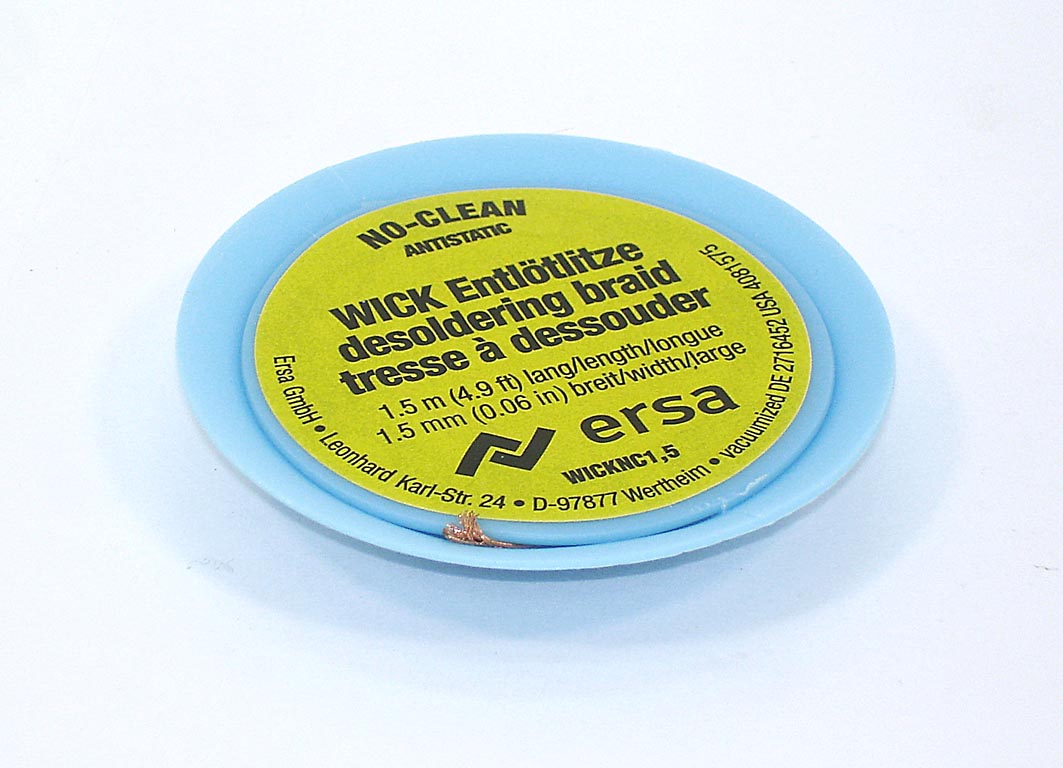 NO-CLEAN
ANTISTATIC
WICK Entlötlitze
desoldering braid
tresse à dessouder
1.5 m (4.9 ft) lang/length/longue
1.5 mm (0.06 in) breit/width/large
ersa
WICKNC1,5
Ersa GmbH • Leonhard Karl-Str. 24 • D-97877 Wertheim • vacuumized DE 2716452 USA 4081575